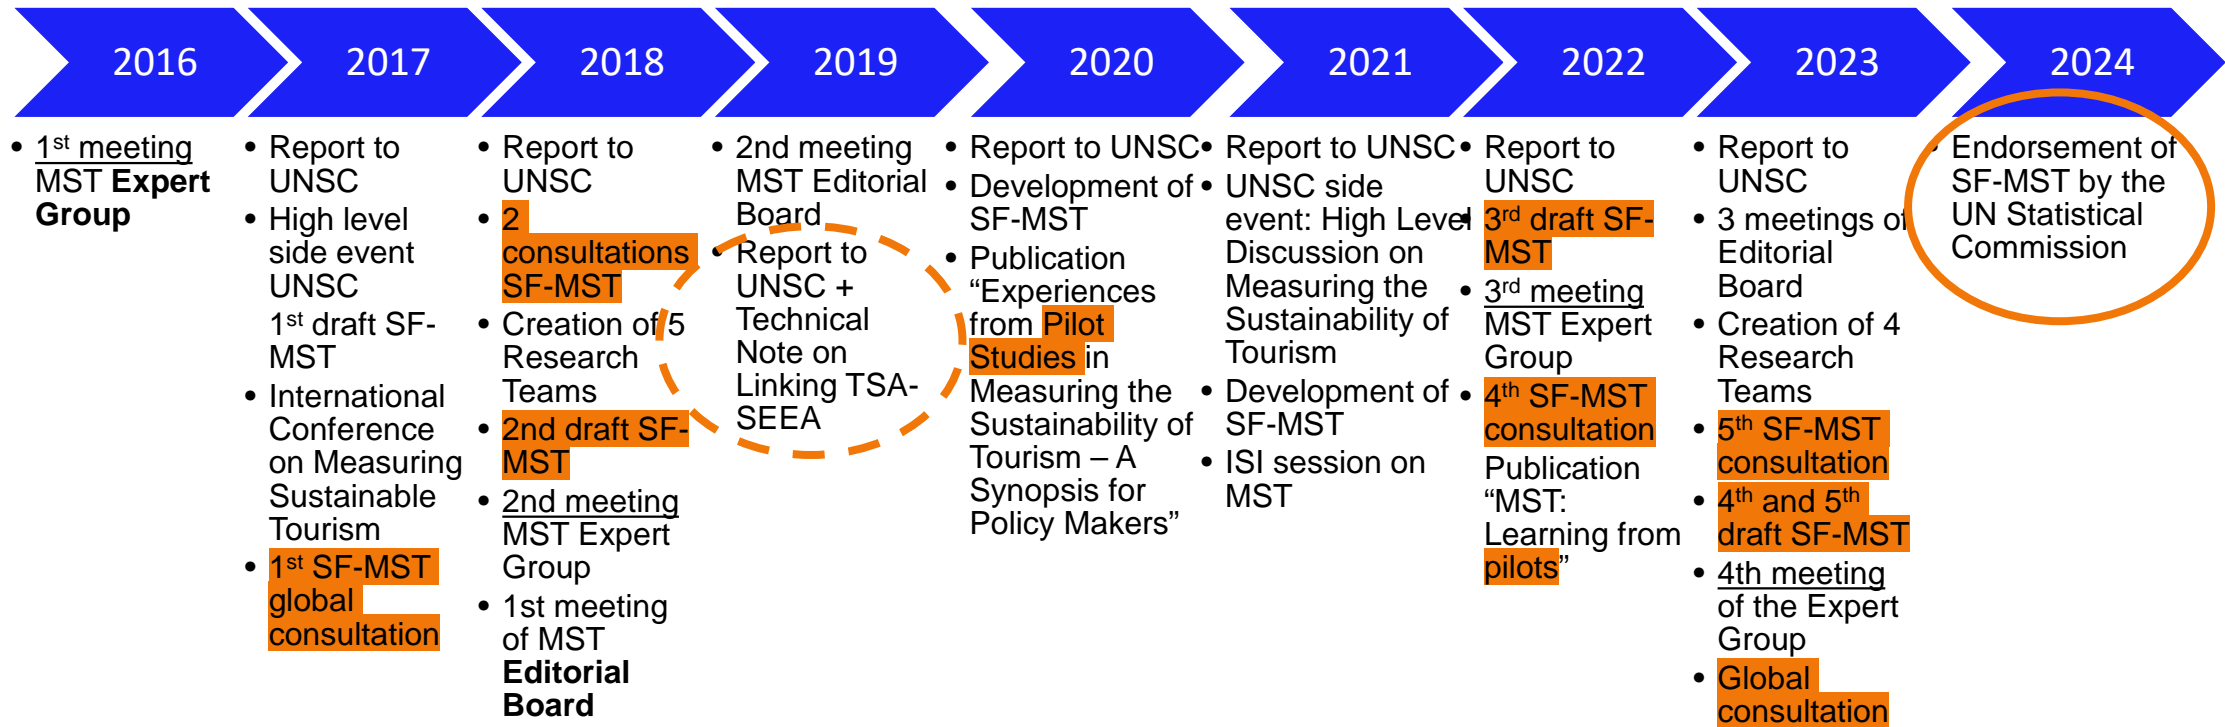 2016
2017
2018
2019
2020
2021
2022
2023
2024
• 1st meeting
MST Expert
Group
• Report to
UNSC
• High level
side event
UNSC
1st draft SF-
MST
• International
Conference
on Measuring
Sustainable
Tourism
• 1st SF-MST
global
consultation
• Report to
UNSC
• 2
consultations
SF-MST
• Creation of 5
Research
Teams
• 2nd draft SF-
MST
• 2nd meeting
MST Expert
Group
• 1st meeting
of MST
Editorial
Board
• 2nd meeting
MST Editorial
Board
• Report to
UNSC +
Technical
Note on
Linking TSA-
SEEA
• Report to UNSC
• Development of
SF-MST
• Publication
“Experiences
from Pilot
Studies in
Measuring the
Sustainability of
Tourism – A
Synopsis for
Policy Makers”
• Report to UNSC
• UNSC side
event: High Level
Discussion on
Measuring the
Sustainability of
Tourism
• Development of
SF-MST
• ISI session on
MST
• Report to
UNSC
• 3rd draft SF-
MST
• 3rd meeting
MST Expert
Group
• 4th SF-MST
consultation
Publication
“MST:
Learning from
pilots”
• Report to
UNSC
• 3 meetings of
Editorial
Board
• Creation of 4
Research
Teams
• 5th SF-MST
consultation
• 4th and 5th
draft SF-MST
• 4th meeting
of the Expert
Group
• Global
consultation
• Endorsement of
SF-MST by the
UN Statistical
Commission